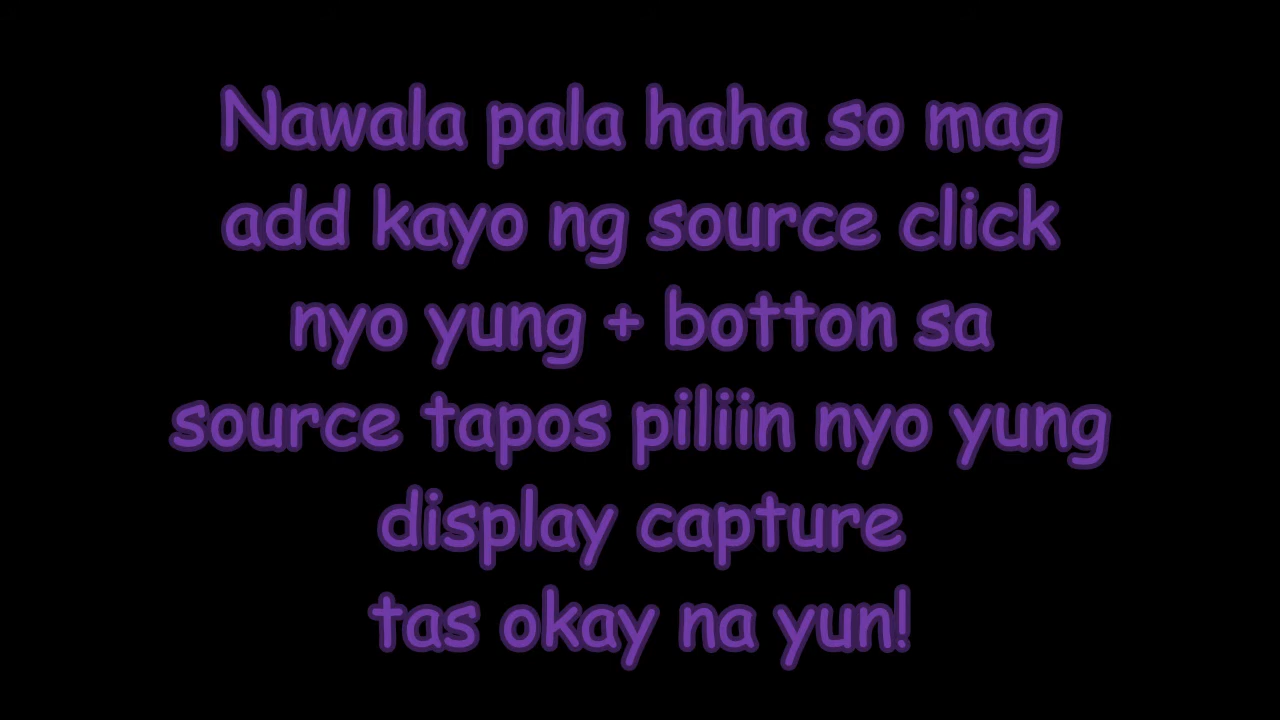 Nawala pala haha so mag
add kayo ng source click
nyo yung + botton sa
source tapos piliin nyo yung
display capture
tas okay na yun!